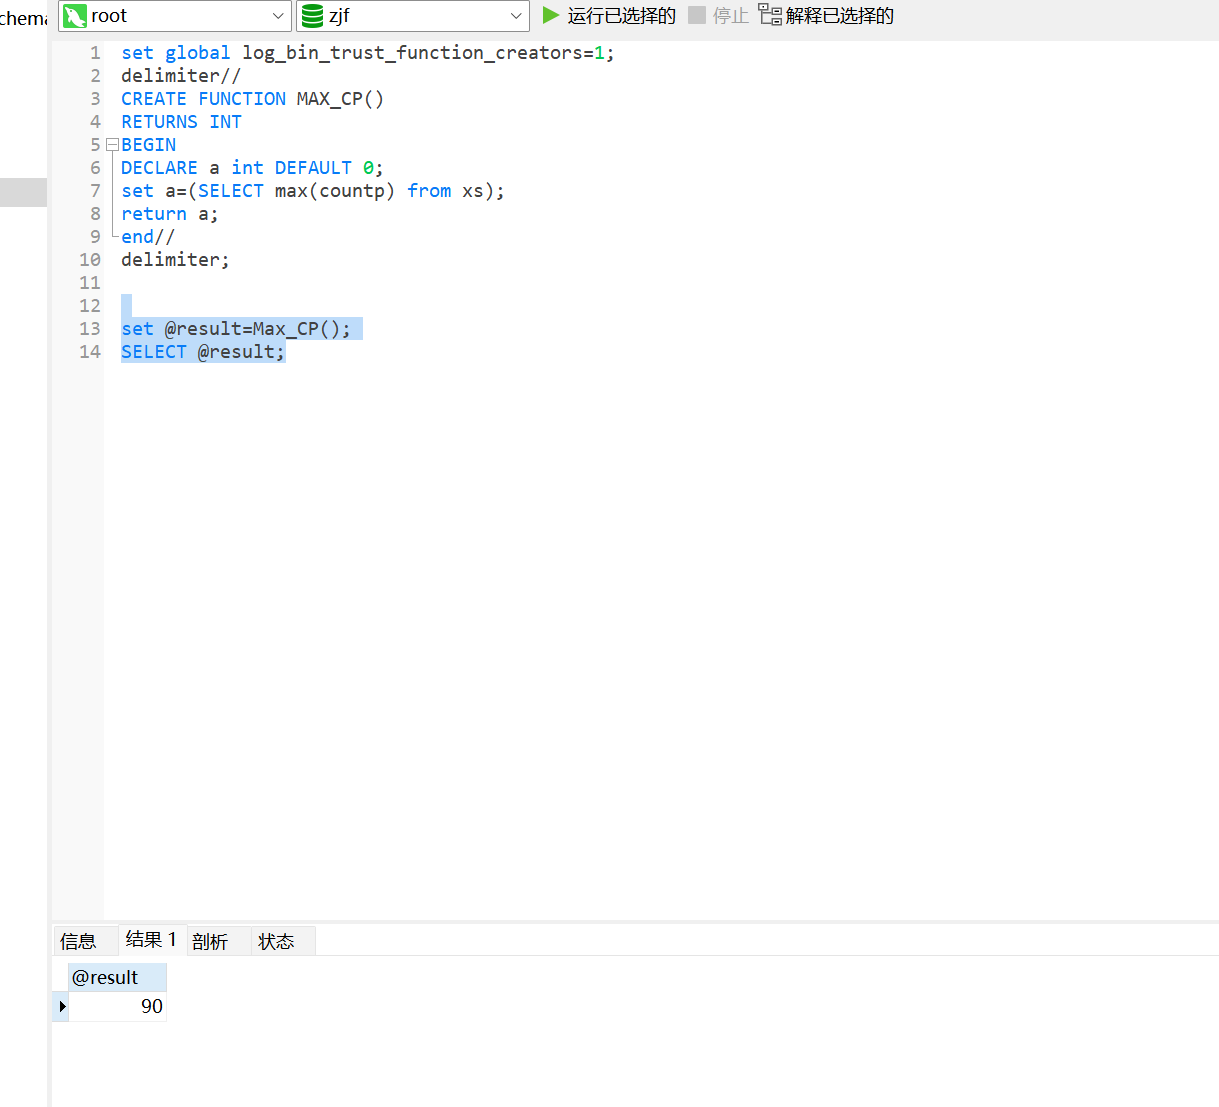 root zjf 运行已选择的 停止 解释已选择的
1 set global log_bin_trust_function_creators=1;
2 delimiter//
3 CREATE FUNCTION MAX_CP()
4 RETURNS INT
5 BEGIN
6 DECLARE a int DEFAULT 0;
7 set a=(SELECT max(countp) from xs);
8 return a;
9 end//
10 delimiter;
11
12
13 set @result=Max_CP();
14 SELECT @result;
信息 结果 1 剖析 状态
@result
90